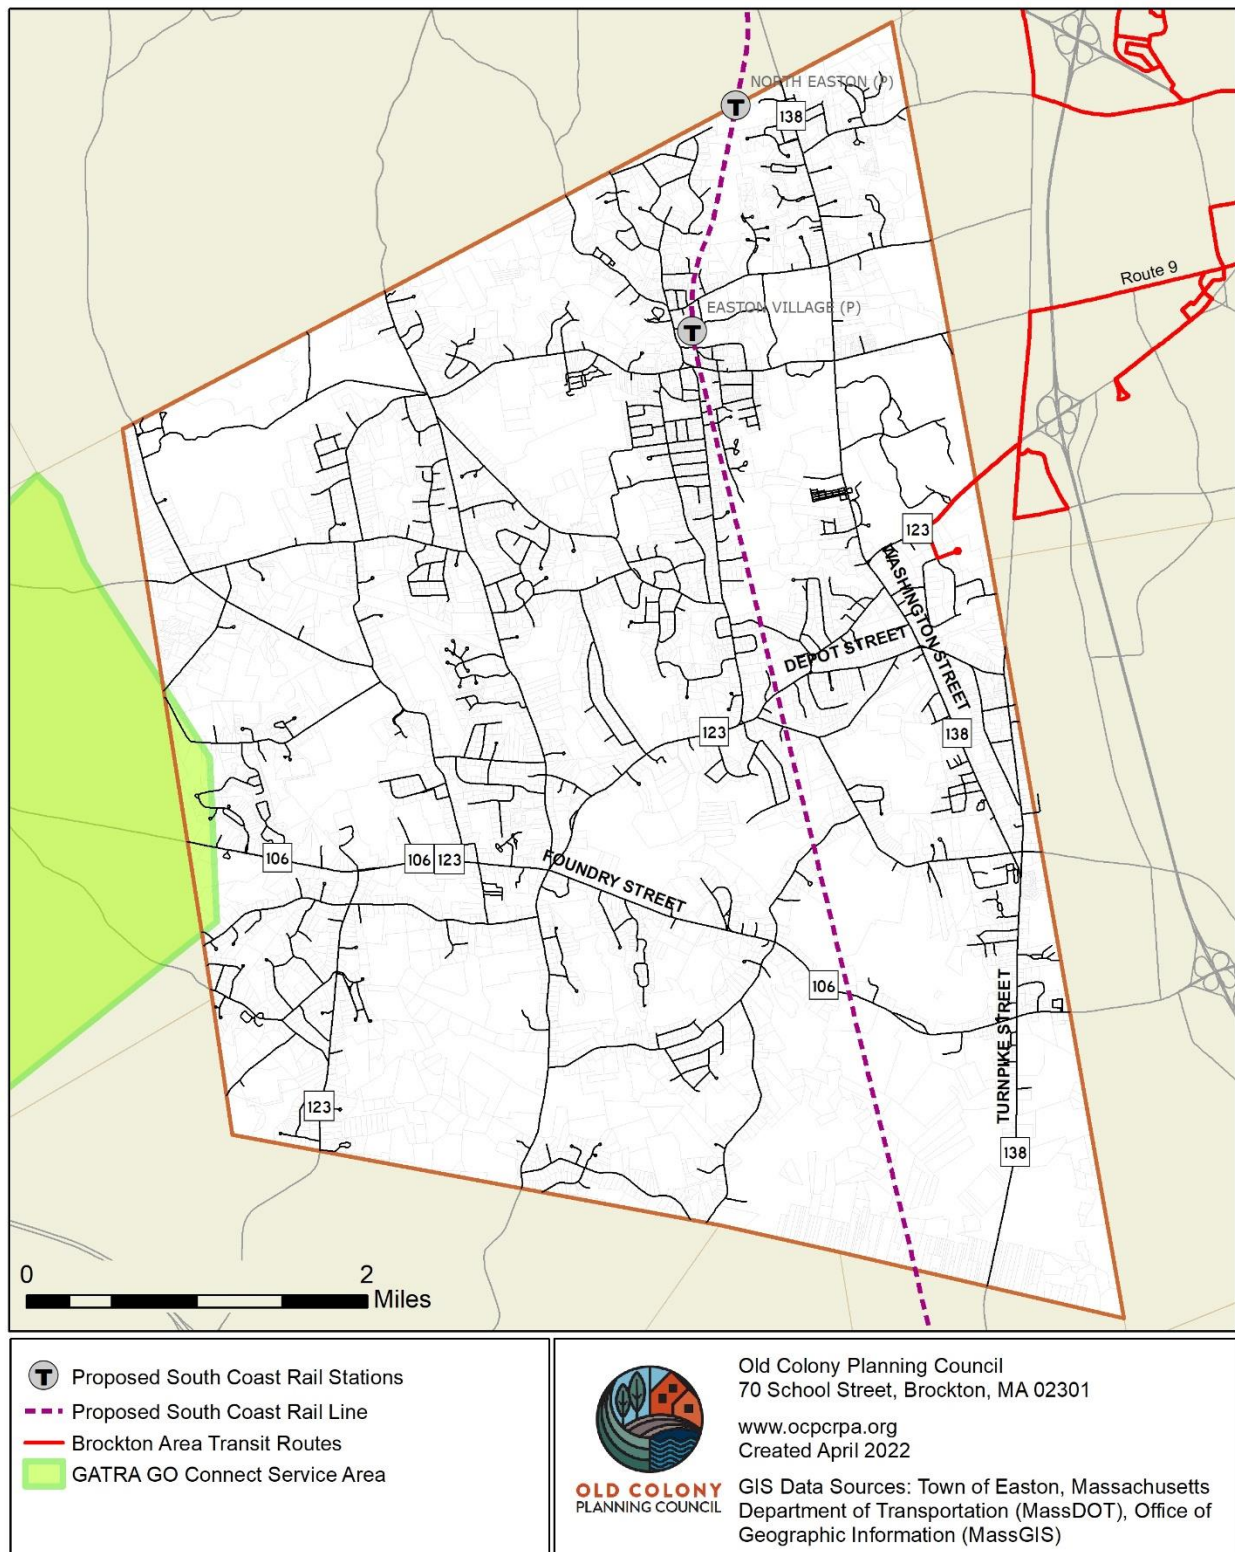 NORTH EASTON (P)
T
138
Route 9
EASTON VILLAGE (P)
T
123
WASHINGTON STREET
DEPOT STREET
123
138
106
106
123
FOUNDRY STREET
106
TURNPIKE STREET
123
138
0
2
Miles
T
Proposed South Coast Rail Stations
Proposed South Coast Rail Line
Brockton Area Transit Routes
GATRA GO Connect Service Area
OLD COLONY
PLANNING COUNCIL
Old Colony Planning Council
70 School Street, Brockton, MA 02301
www.ocpcrpa.org
Created April 2022
GIS Data Sources: Town of Easton, Massachusetts
Department of Transportation (MassDOT), Office of
Geographic Information (MassGIS)